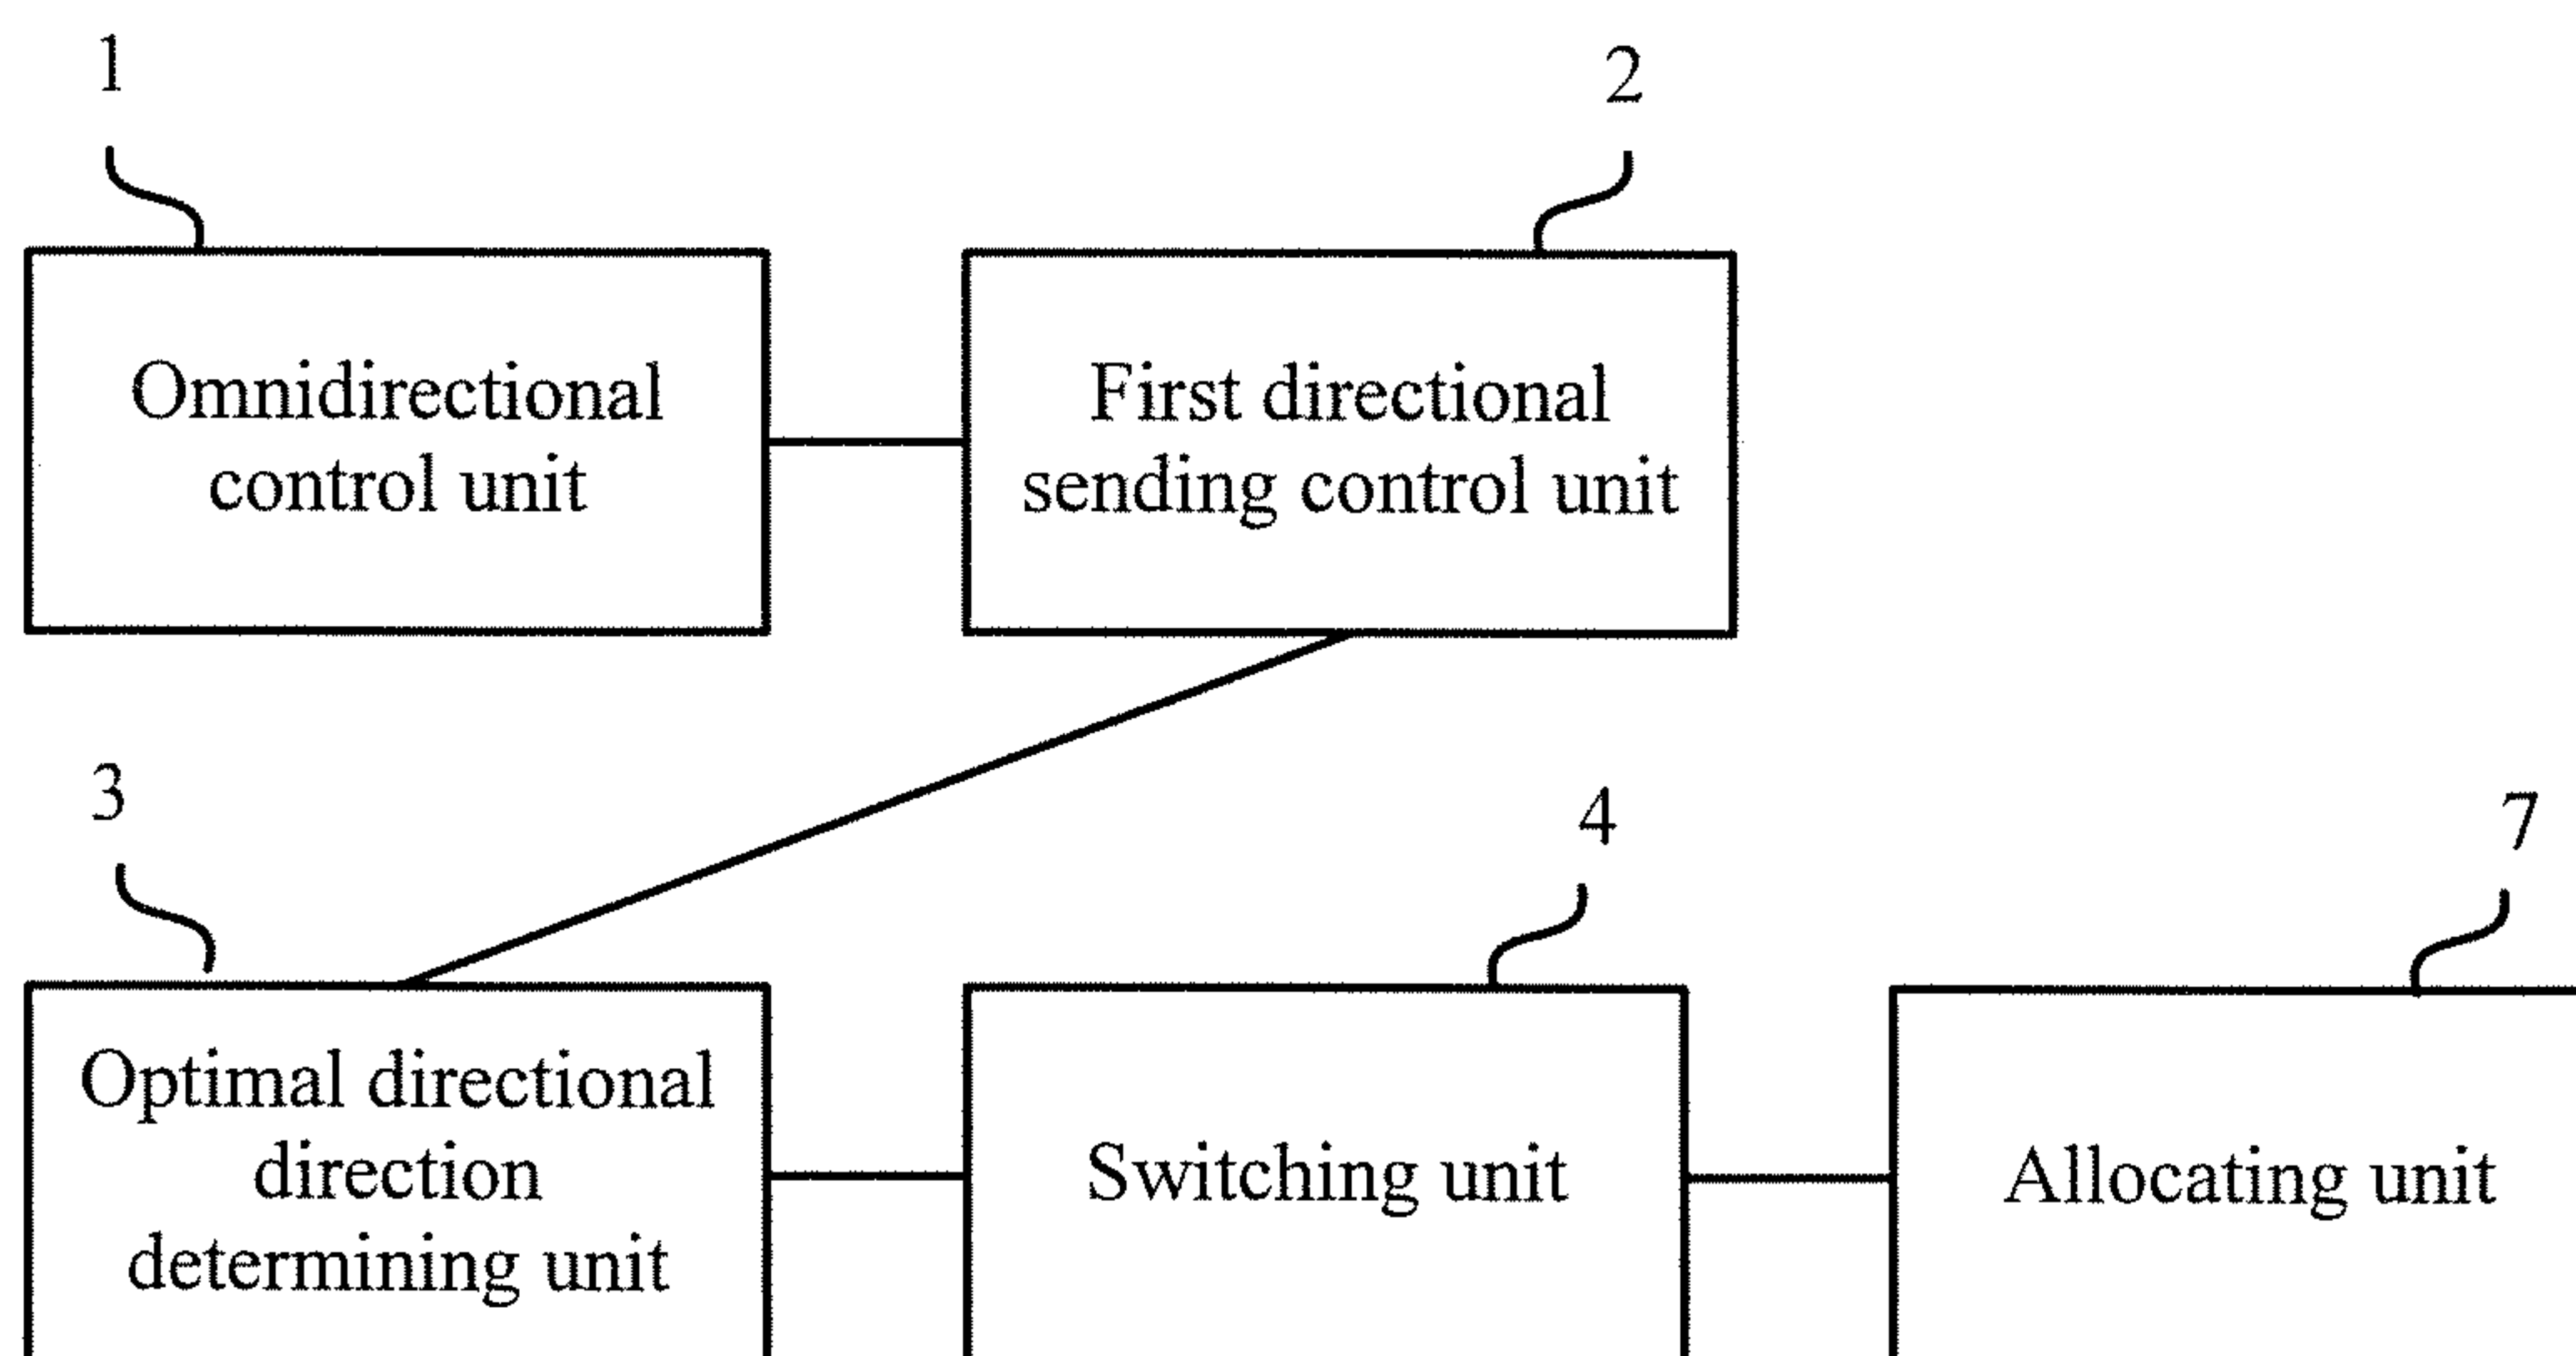 1
2
Omnidirectional
control unit
First directional
sending control unit
3
4
7
Optimal directional
direction
determining unit
Switching unit
Allocating unit